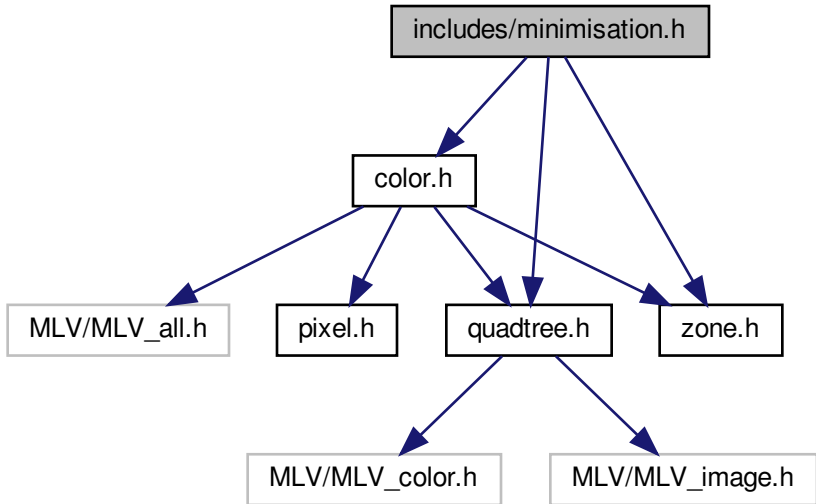 includes/minimisation.h
color.h
MLV/MLV_all.h
pixel.h
quadtree.h
zone.h
MLV/MLV_color.h
MLV/MLV_image.h